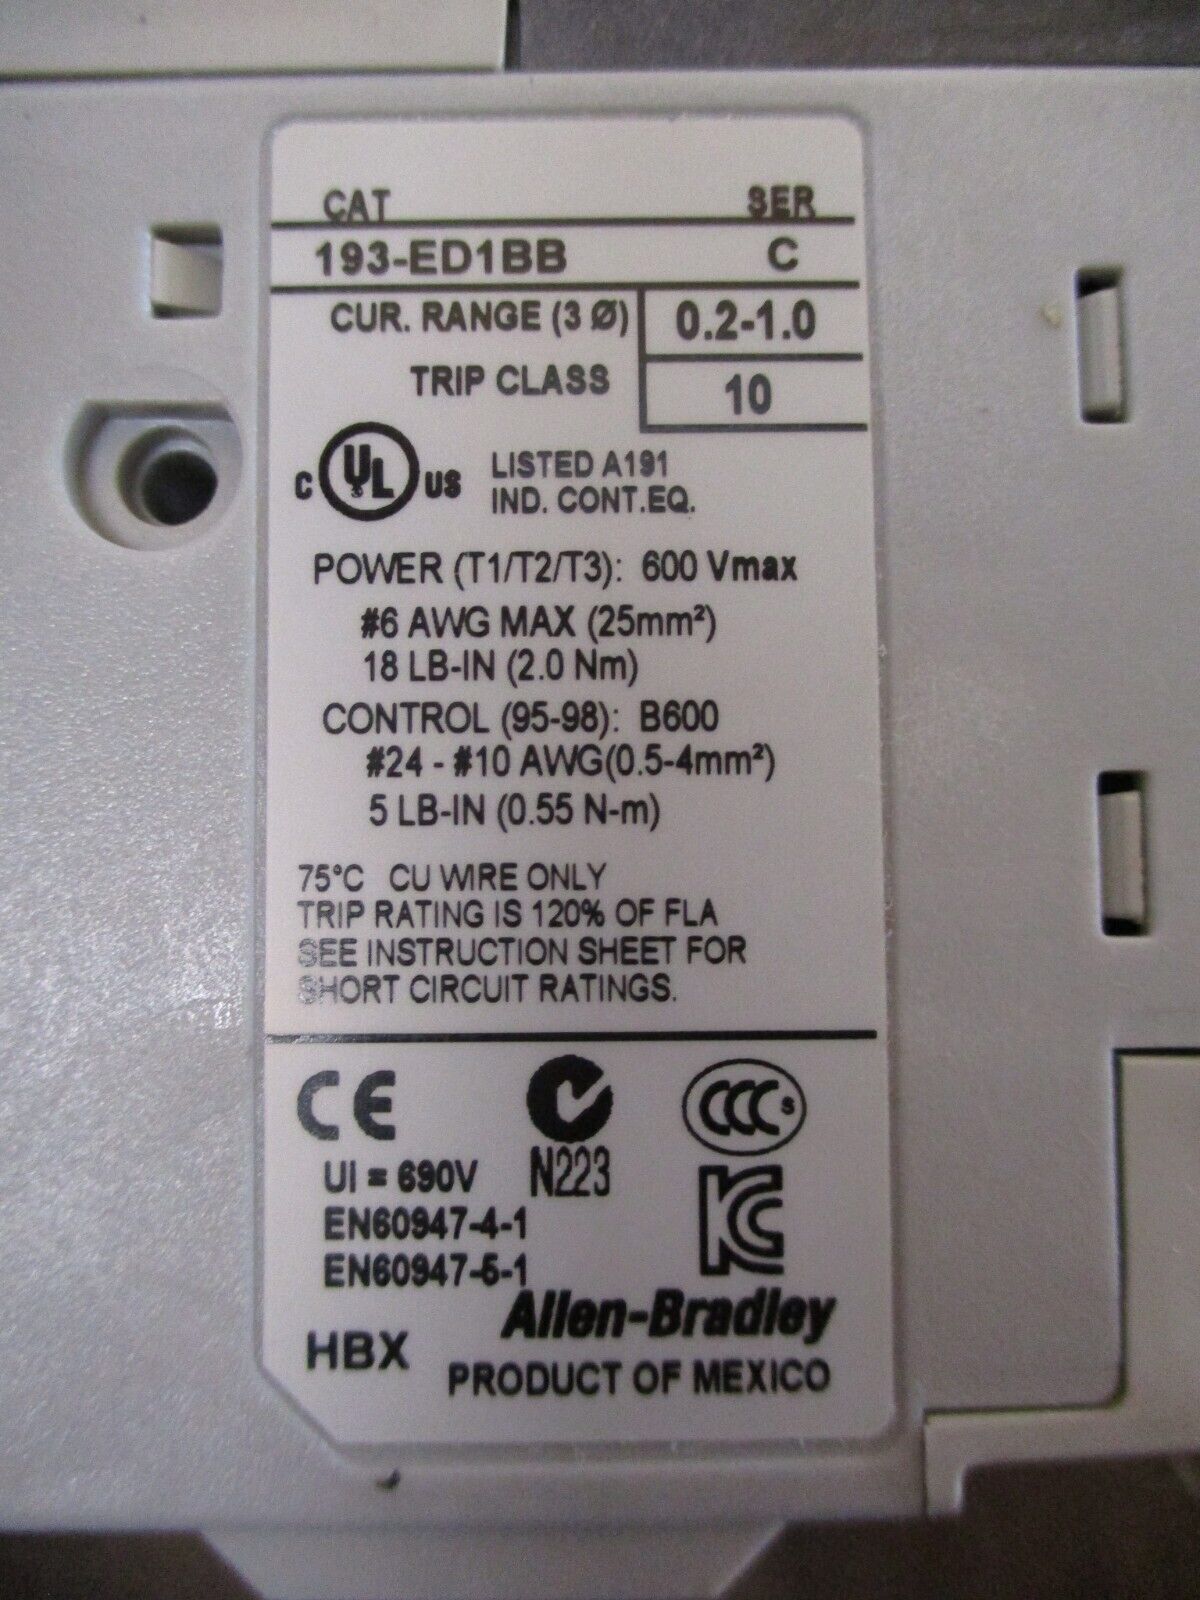 CAT SER
193-ED1BB C
CUR. RANGE (3 Ø) 0.2-1.0
TRIP CLASS 10
C UL US LISTED A191
IND. CONT.EQ.
POWER (T1/T2/T3): 600 Vmax
#6 AWG MAX (25mm²)
18 LB-IN (2.0 Nm)
CONTROL (95-98): B600
#24 - #10 AWG(0.5-4mm²)
5 LB-IN (0.55 N-m)
75°C CU WIRE ONLY
TRIP RATING IS 120% OF FLA
SEE INSTRUCTION SHEET FOR
SHORT CIRCUIT RATINGS.
CE CCC S
UI = 690V N223
EN60947-4-1 KC
EN60947-5-1
Allen-Bradley
HBX PRODUCT OF MEXICO